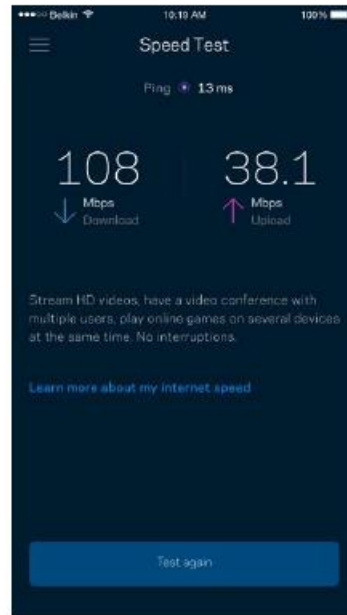 Belkin 10:19 AM 100%
Speed Test
Ping 13 ms
108 38.1
Mbps Mbps
Download Upload
Stream HD videos, have a video conference with
multiple users, play online games on several devices
at the same time. No interruptions.
Learn more about my internet speed
Test again